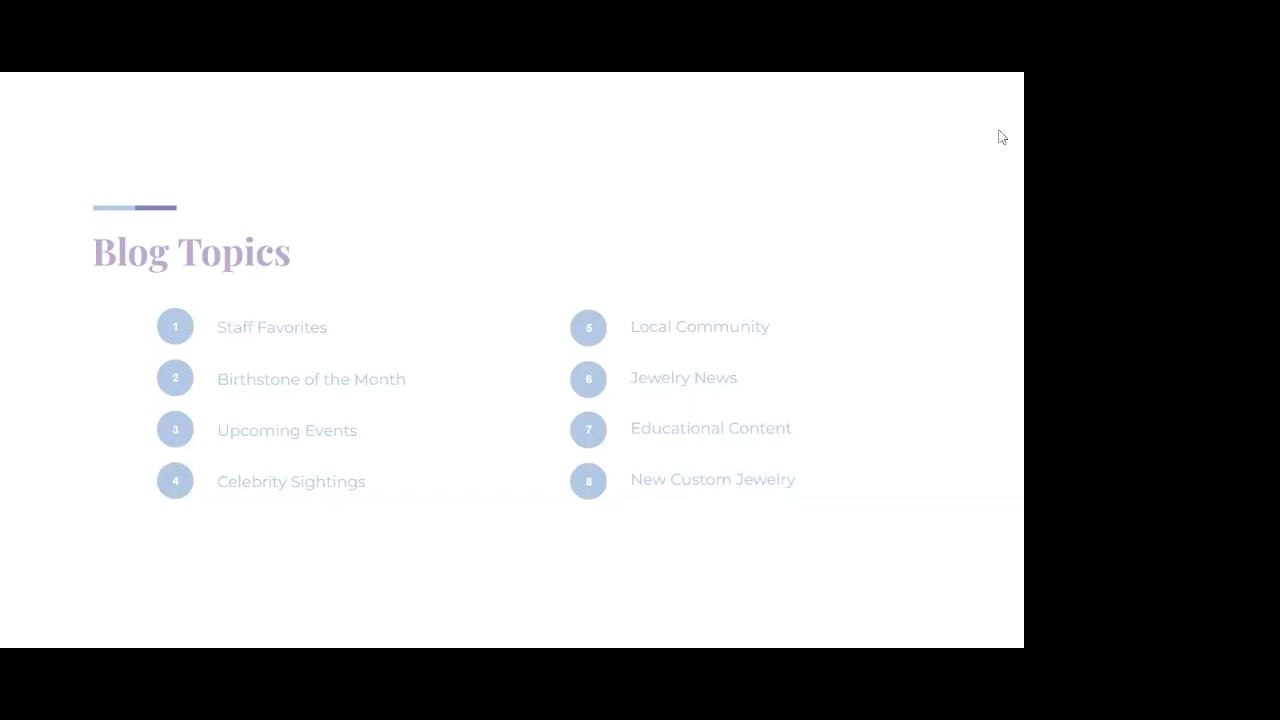 Blog Topics
1 Staff Favorites
2 Birthstone of the Month
3 Upcoming Events
4 Celebrity Sightings
5 Local Community
6 Jewelry News
7 Educational Content
8 New Custom Jewelry